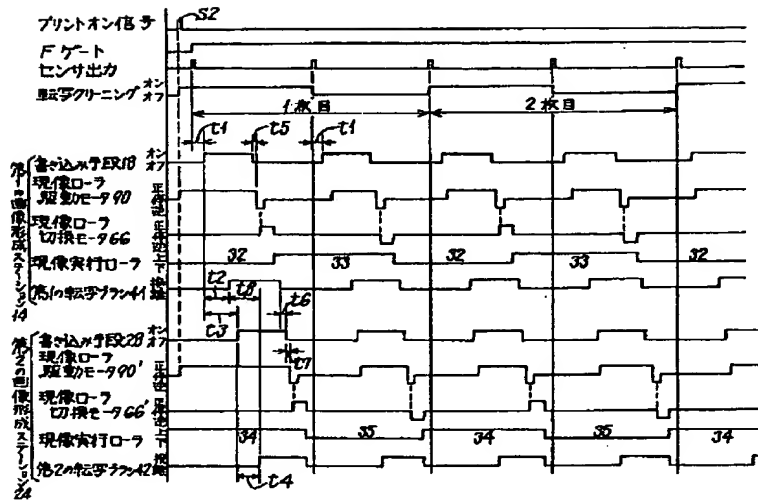 プリントオン信号
S2
Fゲート
センサ出力
転写クリーニング
オン
オフ
1枚目
2枚目
t1
t5
t1
第1の画像形成ステーション14
書き込み手段18
オン
オフ
現像ローラ
駆動モータ90
正
停
逆
現像ローラ
切換モータ66
正
停
逆
現像実行ローラ
上
下
32
33
32
33
32
第1の転写ブラシ41
接
離
t2
t8
t6
t3
第2の画像形成ステーション24
書き込み手段28
オン
オフ
t7
現像ローラ
駆動モータ90'
正
停
逆
現像ローラ
切換モータ66'
正
停
逆
現像実行ローラ
上
下
34
35
34
35
34
第2の転写ブラシ42
接
離
t4